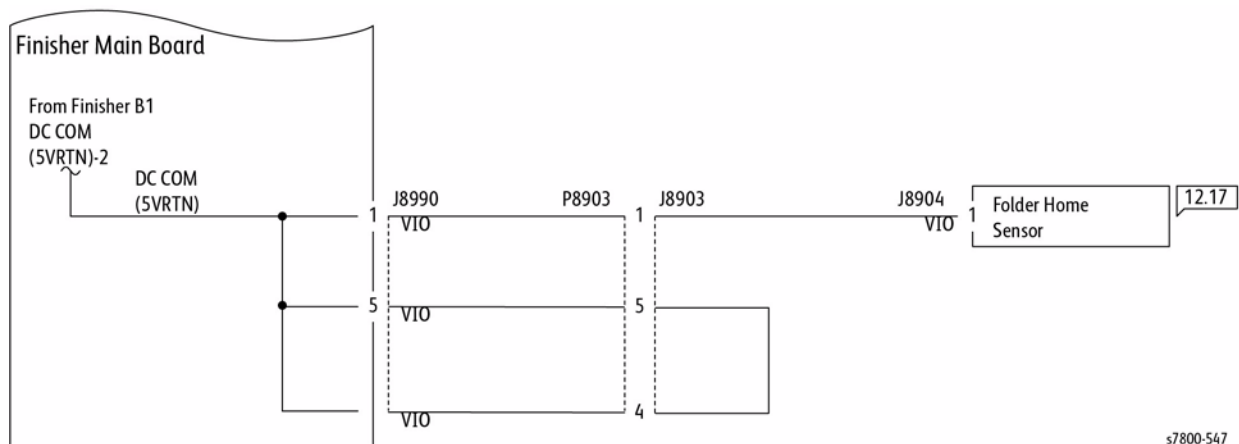 Finisher Main Board
From Finisher B1
DC COM
(5VRTN)-2
DC COM
(5VRTN)
1
J8990
VIO
P8903
1
J8903
J8904
VIO
1
Folder Home
Sensor
12.17
5
VIO
5
VIO
4
s7800-547